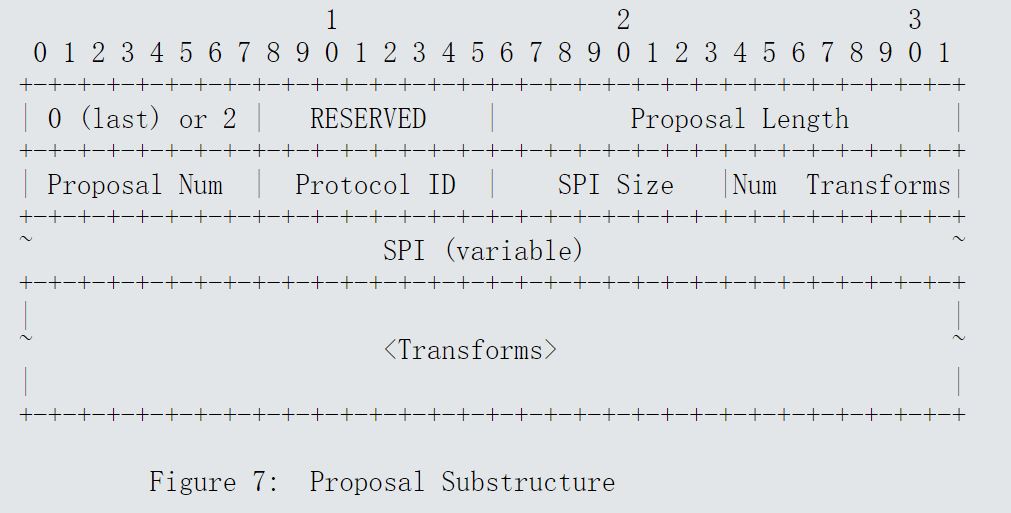 1                   2                   3
 0 1 2 3 4 5 6 7 8 9 0 1 2 3 4 5 6 7 8 9 0 1 2 3 4 5 6 7 8 9 0 1
+-+-+-+-+-+-+-+-+-+-+-+-+-+-+-+-+-+-+-+-+-+-+-+-+-+-+-+-+-+-+-+-+
| 0 (last) or 2 |   RESERVED    |         Proposal Length       |
+-+-+-+-+-+-+-+-+-+-+-+-+-+-+-+-+-+-+-+-+-+-+-+-+-+-+-+-+-+-+-+-+
| Proposal Num  |  Protocol ID  |    SPI Size   |Num  Transforms|
+-+-+-+-+-+-+-+-+-+-+-+-+-+-+-+-+-+-+-+-+-+-+-+-+-+-+-+-+-+-+-+-+
~                        SPI (variable)                         ~
+-+-+-+-+-+-+-+-+-+-+-+-+-+-+-+-+-+-+-+-+-+-+-+-+-+-+-+-+-+-+-+-+
|                                                               |
~                        <Transforms>                           ~
|                                                               |
+-+-+-+-+-+-+-+-+-+-+-+-+-+-+-+-+-+-+-+-+-+-+-+-+-+-+-+-+-+-+-+-+
         Figure 7:  Proposal Substructure